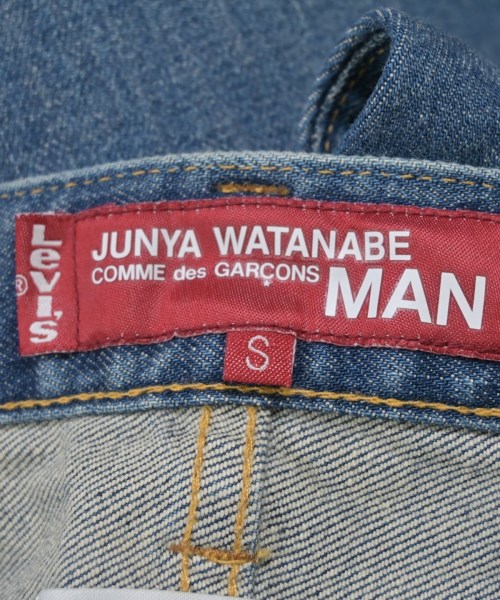 Levi's
®
JUNYA WATANABE
COMME des GARÇONS MAN
S